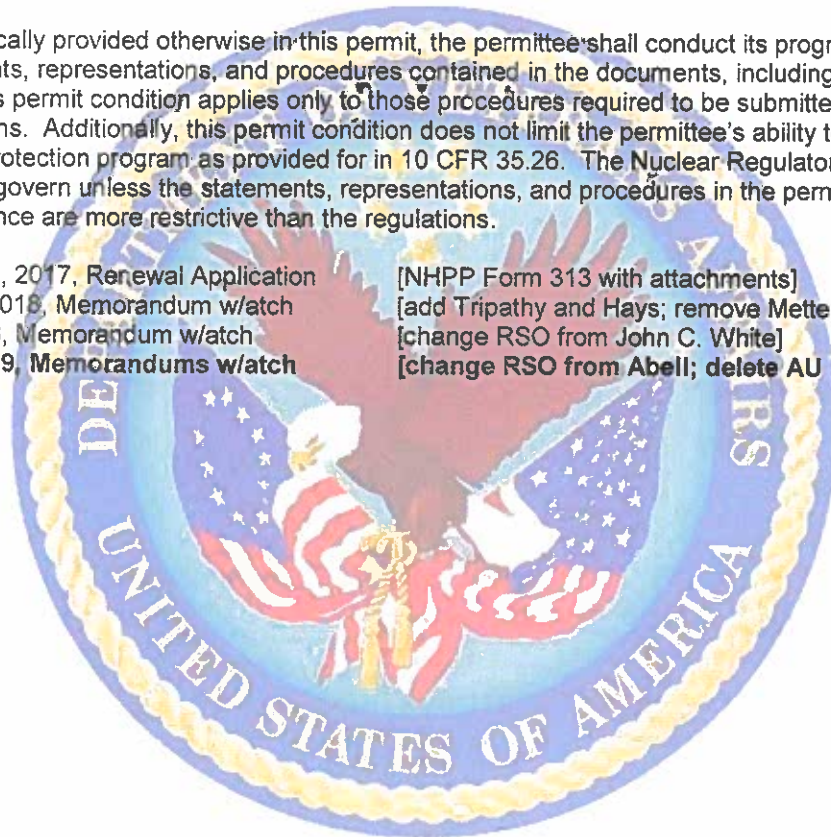 cally provided otherwise in this permit, the permittee shall conduct its progr
ts, representations, and procedures contained in the documents, including
s permit condition applies only to those procedures required to be submitte
ns. Additionally, this permit condition does not limit the permittee's ability t
rotection program as provided for in 10 CFR 35.26. The Nuclear Regulator
govern unless the statements, representations, and procedures in the perm
nce are more restrictive than the regulations.
, 2017, Renewal Application [NHPP Form 313 with attachments]
018, Memorandum w/atch [add Tripathy and Hays; remove Mette
, Memorandum w/atch [change RSO from John C. White]
9, Memorandums w/atch [change RSO from Abell; delete AU
DE
AFFAIRS
UNITED STATES OF AMERICA